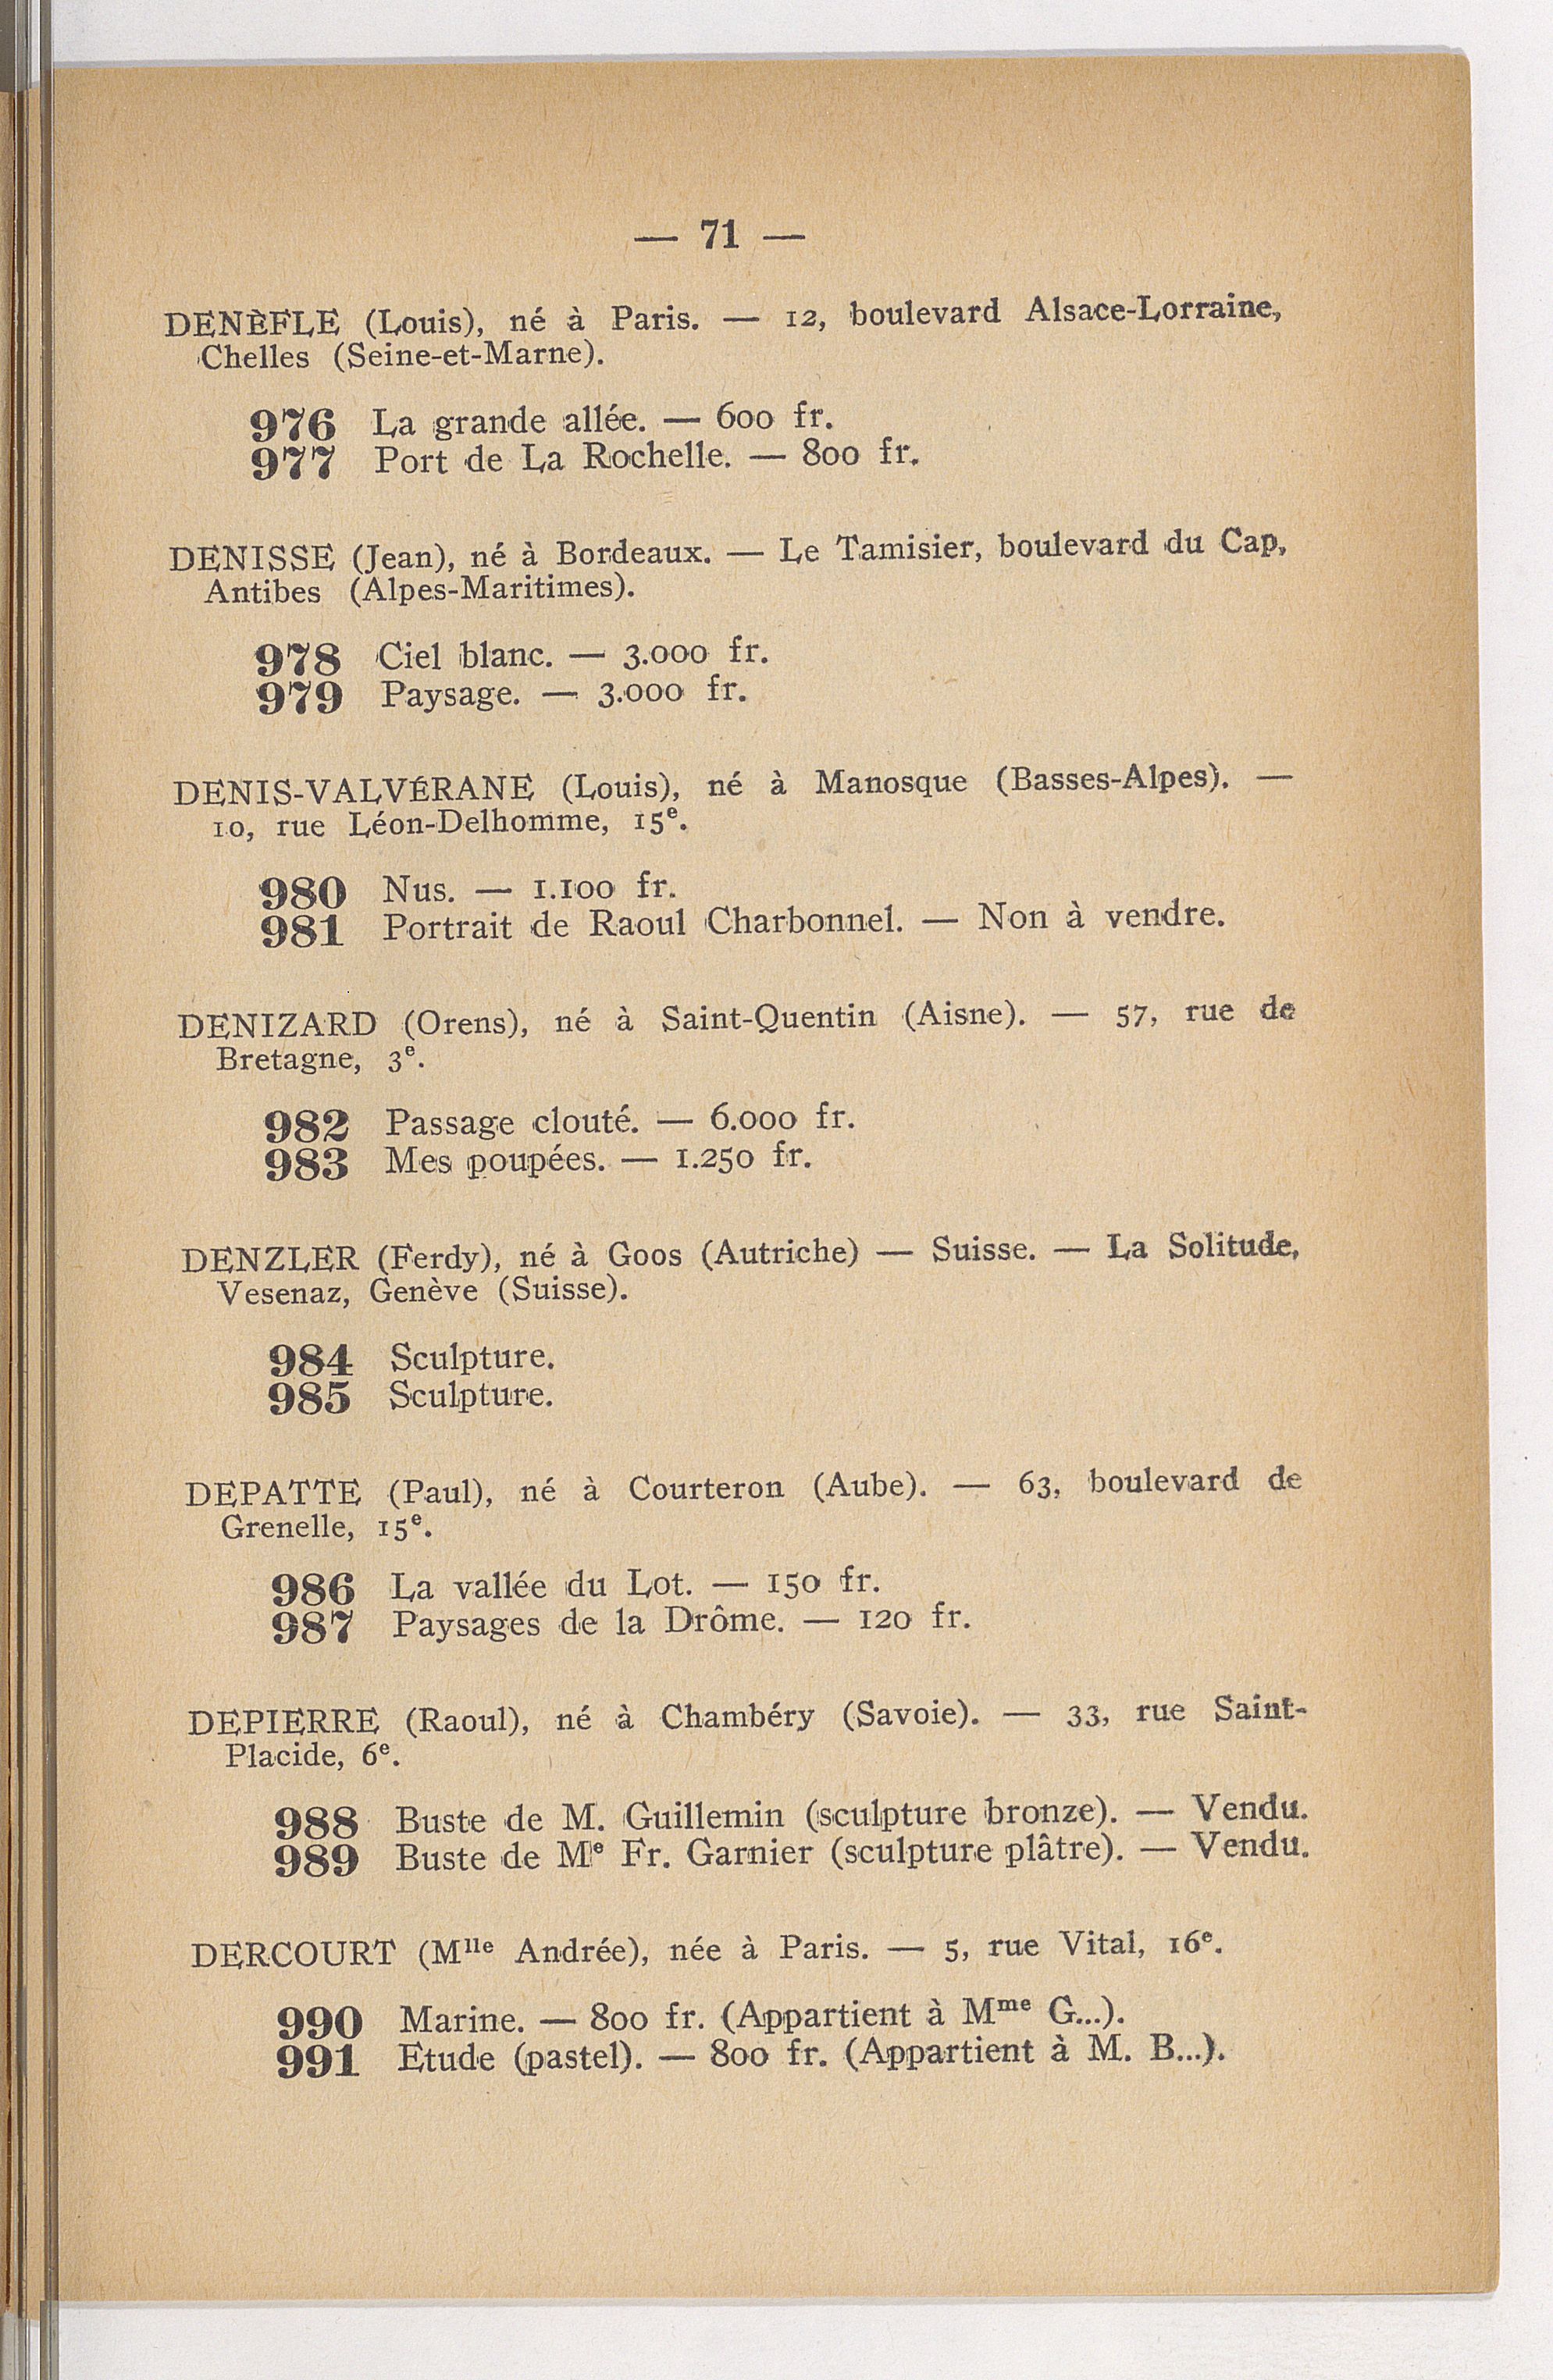 — 71 —
DENÈFLE (Louis), né à Paris. — 12, boulevard Alsace-Lorraine,
Chelles (Seine-et-Marne).
976 La grande allée. — 600 fr.
977 Port de La Rochelle. — 800 fr.
DENISSE (Jean), né à Bordeaux. — Le Tamisier, boulevard du Cap,
Antibes (Alpes-Maritimes).
978 Ciel blanc. — 3.000 fr.
979 Paysage. — 3.000 fr.
DENIS-VALVÉRANE (Louis), né à Manosque (Basses-Alpes). —
10, rue Léon-Delhomme, 15e.
980 Nus. — 1.100 fr.
981 Portrait de Raoul Charbonnel. — Non à vendre.
DENIZARD (Orens), né à Saint-Quentin (Aisne). — 57, rue de
Bretagne, 3e.
982 Passage clouté. — 6.000 fr.
983 Mes poupées. — 1.250 fr.
DENZLER (Ferdy), né à Goos (Autriche) — Suisse. — La Solitude,
Vesenaz, Genève (Suisse).
984 Sculpture.
985 Sculpture.
DEPATTE (Paul), né à Courteron (Aube). — 63, boulevard de
Grenelle, 15e.
986 La vallée du Lot. — 150 fr.
987 Paysages de la Drôme. — 120 fr.
DEPIERRE (Raoul), né à Chambéry (Savoie). — 33, rue Saint-
Placide, 6e.
988 Buste de M. Guillemin (sculpture bronze). — Vendu.
989 Buste de Me Fr. Garnier (sculpture plâtre). — Vendu.
DERCOURT (Mlle Andrée), née à Paris. — 5, rue Vital, 16e.
990 Marine. — 800 fr. (Appartient à Mme G...).
991 Etude (pastel). — 800 fr. (Appartient à M. B...).